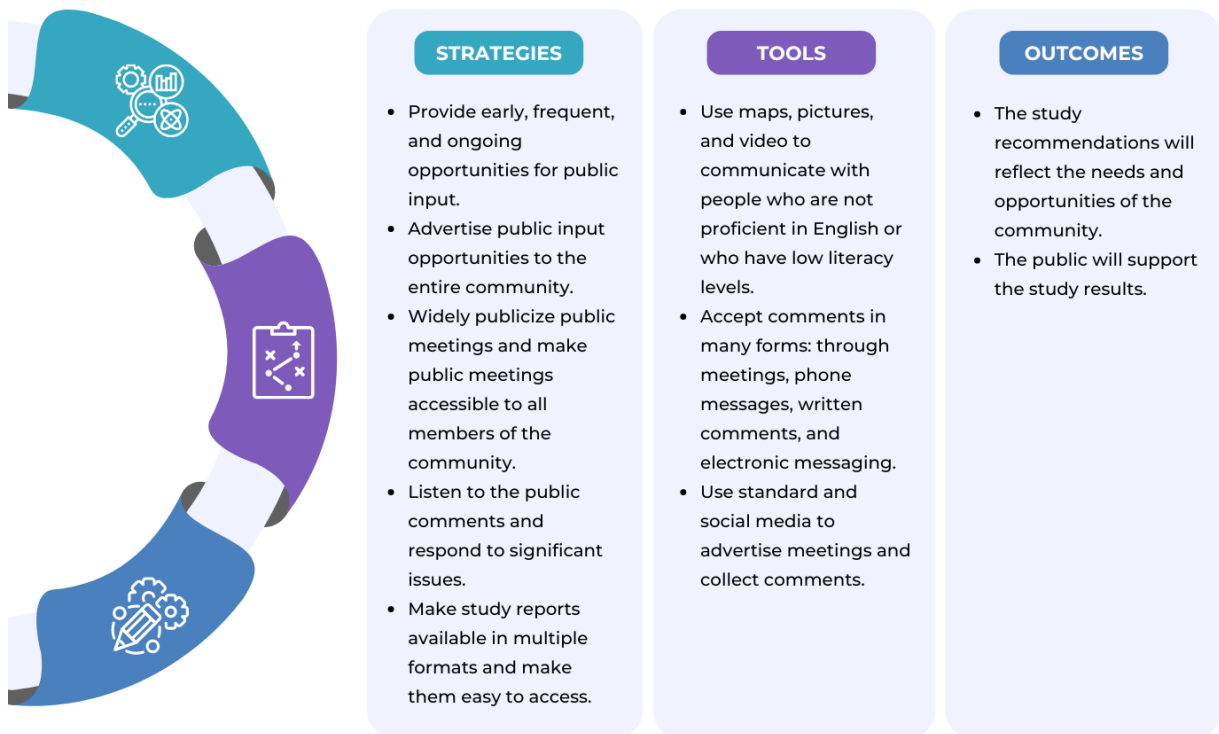 STRATEGIES
• Provide early, frequent,
and ongoing
opportunities for public
input.
• Advertise public input
opportunities to the
entire community.
• Widely publicize public
meetings and make
public meetings
accessible to all
members of the
community.
• Listen to the public
comments and
respond to significant
issues.
• Make study reports
available in multiple
formats and make
them easy to access.
TOOLS
• Use maps, pictures,
and video to
communicate with
people who are not
proficient in English or
who have low literacy
levels.
• Accept comments in
many forms: through
meetings, phone
messages, written
comments, and
electronic messaging.
• Use standard and
social media to
advertise meetings and
collect comments.
OUTCOMES
• The study
recommendations will
reflect the needs and
opportunities of the
community.
• The public will support
the study results.